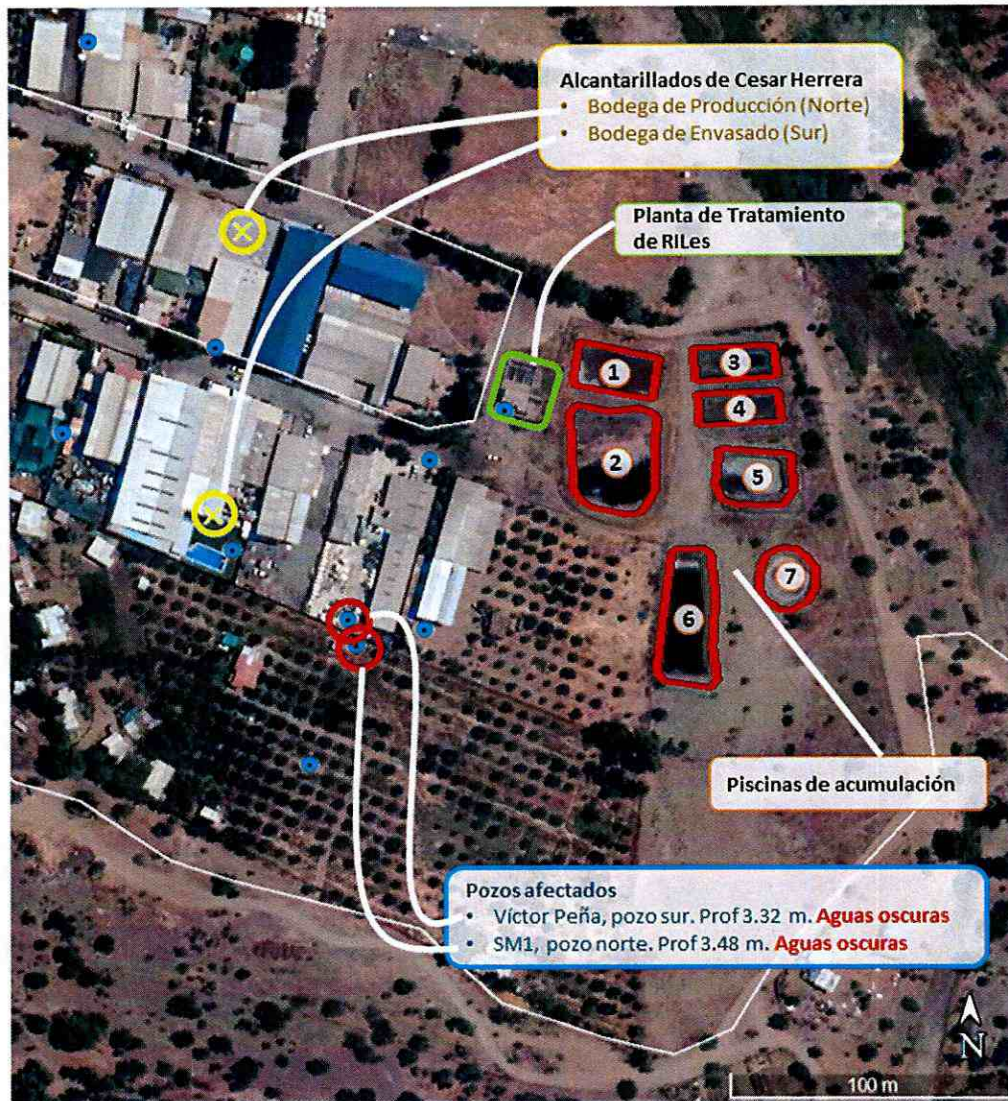 Alcantarillados de Cesar Herrera
• Bodega de Producción (Norte)
• Bodega de Envasado (Sur)
Planta de Tratamiento
de RILes
1
3
4
2
5
7
6
Piscinas de acumulación
Pozos afectados
• Víctor Peña, pozo sur. Prof 3.32 m. Aguas oscuras
• SM1, pozo norte. Prof 3.48 m. Aguas oscuras
N
100 m